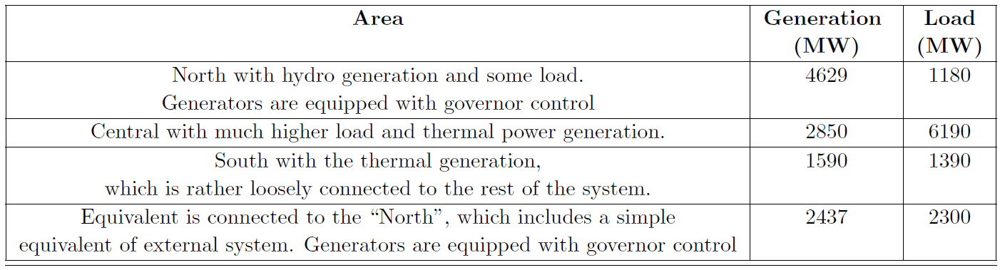 Area Generation Load
(MW) (MW)
North with hydro generation and some load. 4629 1180
Generators are equipped with governor control
Central with much higher load and thermal power generation. 2850 6190
South with the thermal generation, 1590 1390
which is rather loosely connected to the rest of the system.
Equivalent is connected to the “North”, which includes a simple 2437 2300
equivalent of external system. Generators are equipped with governor control